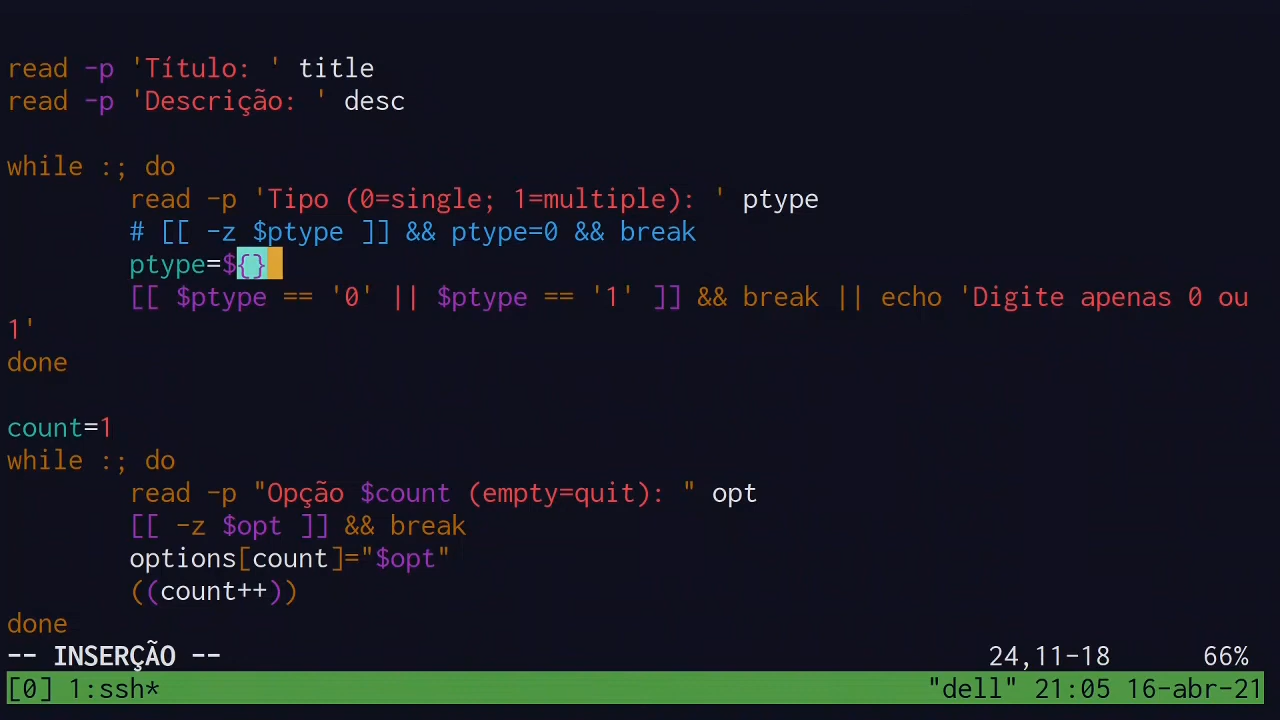 read -p 'Título: ' title
read -p 'Descrição: ' desc
while :; do
read -p 'Tipo (0=single; 1=multiple): ' ptype
# [[ -z $ptype ]] && ptype=0 && break
ptype=${}
[[ $ptype == '0' || $ptype == '1' ]] && break || echo 'Digite apenas 0 ou
1'
done
count=1
while :; do
read -p "Opção $count (empty=quit): " opt
[[ -z $opt ]] && break
options[count]="$opt"
((count++))
done
-- INSERÇÃO -- 24,11-18 66%
[0] 1:ssh* "dell" 21:05 16-abr-21